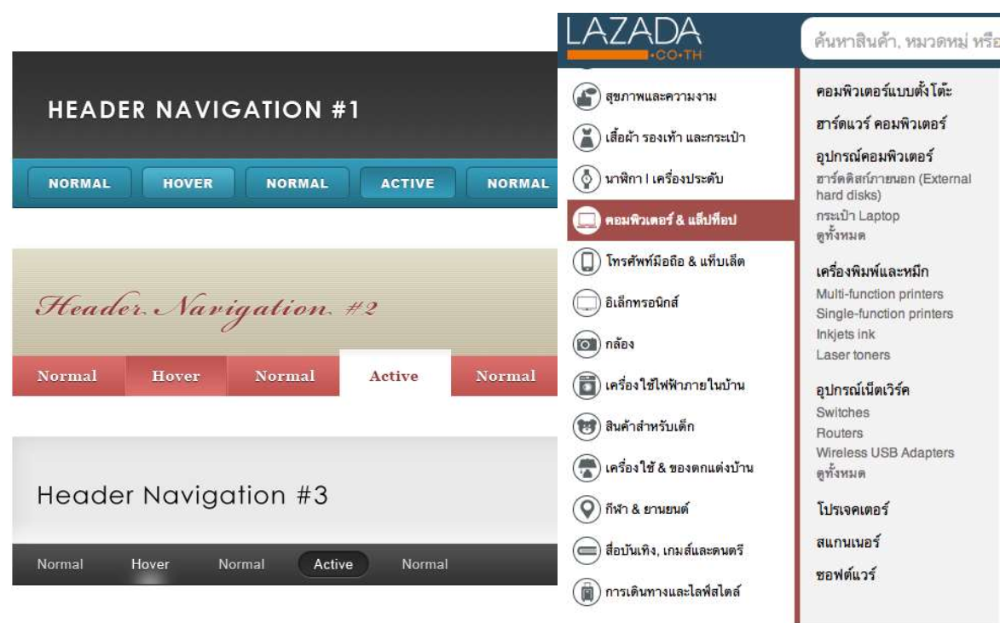 HEADER NAVIGATION #1
NORMAL HOVER NORMAL ACTIVE NORMAL
Header Navigation #2
Normal Hover Normal Active Normal
Header Navigation #3
Normal Hover Normal Active Normal
LAZADA
•CO•TH
ค้นหาสินค้า, หมวดหมู่ หรือ
สุขภาพและความงาม
เสื้อผ้า รองเท้า และกระเป๋า
นาฬิกา | เครื่องประดับ
คอมพิวเตอร์ & แล็ปท็อป
โทรศัพท์มือถือ & แท็บเล็ต
อิเล็กทรอนิกส์
กล้อง
เครื่องใช้ไฟฟ้าภายในบ้าน
สินค้าสำหรับเด็ก
เครื่องใช้ & ของตกแต่งบ้าน
กีฬา & ยานยนต์
สื่อบันเทิง, เกมส์และดนตรี
การเดินทางและไลฟ์สไตล์
คอมพิวเตอร์แบบตั้งโต๊ะ
ฮาร์ดแวร์ คอมพิวเตอร์
อุปกรณ์คอมพิวเตอร์
ฮาร์ดดิสก์ภายนอก (External
hard disks)
กระเป๋า Laptop
ดูทั้งหมด
เครื่องพิมพ์และหมึก
Multi-function printers
Single-function printers
Inkjets ink
Laser toners
อุปกรณ์เน็ตเวิร์ค
Switches
Routers
Wireless USB Adapters
ดูทั้งหมด
โปรเจคเตอร์
สแกนเนอร์
ซอฟต์แวร์